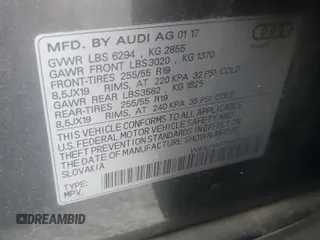 MFD. BY AUDI AG 01 17
GVWR LBS 6294 , KG 2855
GAWR FRONT LBS3020 , KG 1370
FRONT-TIRES 255/55 R19
8,5JX19 RIMS, AT 220 KPA, 32 PSI COLD
GAWR REAR LBS3582 , KG 1625
REAR-TIRES 255/55 R19
8,5JX19 RIMS, AT 240 KPA, 35 PSI COLD
THIS VEHICLE CONFORMS TO ALL APPLICABLE
U.S. FEDERAL MOTOR VEHICLE SAFETY AND
THEFT PREVENTION STANDARDS IN EFFECT
ON THE DATE OF MANUFACTURE SHOWN ABOVE.
SLOVAKIA
TYPE:
MPV
Audi
DREAMBID